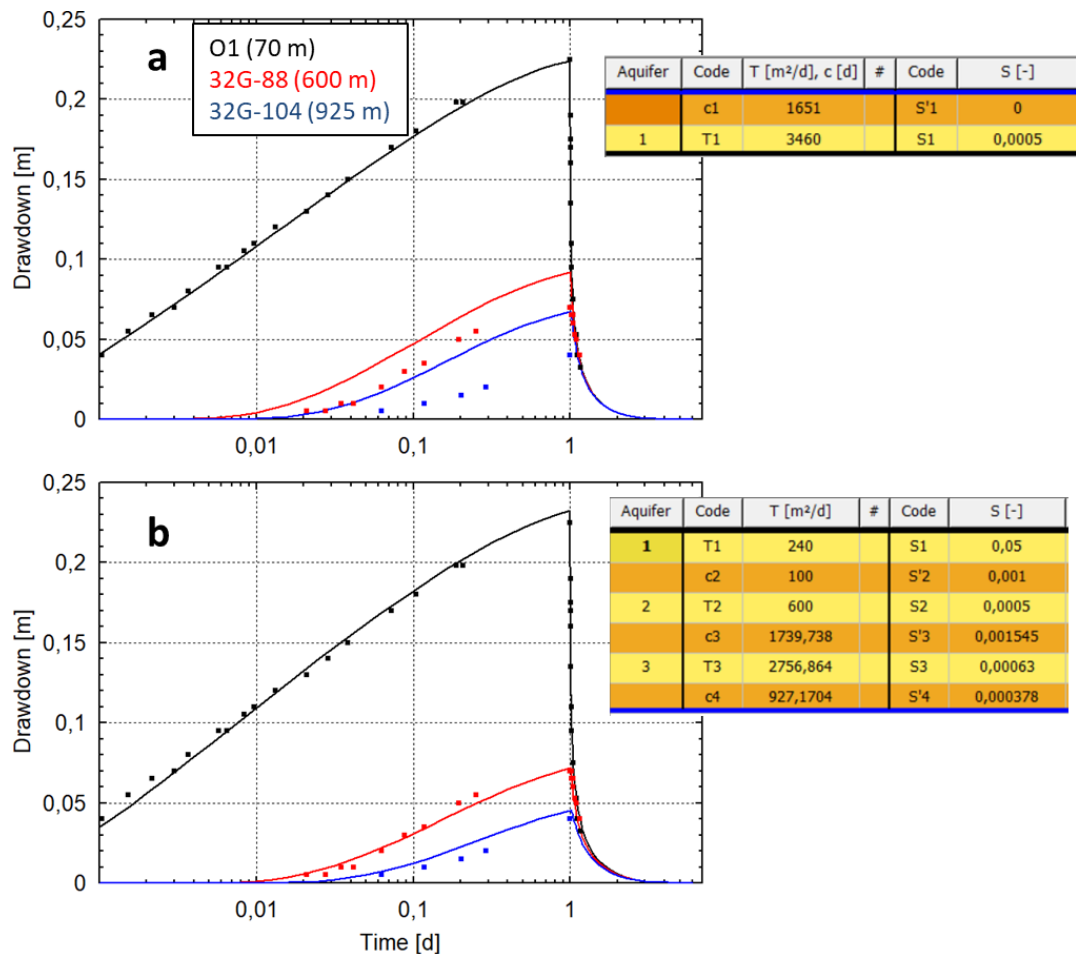 a
O1 (70 m)
32G-88 (600 m)
32G-104 (925 m)
Drawdown [m]
0,25
0,2
0,15
0,1
0,05
0
0,01 0,1 1
Aquifer Code T [m²/d], c [d] # Code S [-]
c1 1651 S'1 0
1 T1 3460 S1 0,0005
b
Drawdown [m]
0,25
0,2
0,15
0,1
0,05
0
0,01 0,1 1
Time [d]
Aquifer Code T [m²/d] # Code S [-]
1 T1 240 S1 0,05
c2 100 S'2 0,001
2 T2 600 S2 0,0005
c3 1739,738 S'3 0,001545
3 T3 2756,864 S3 0,00063
c4 927,1704 S'4 0,000378